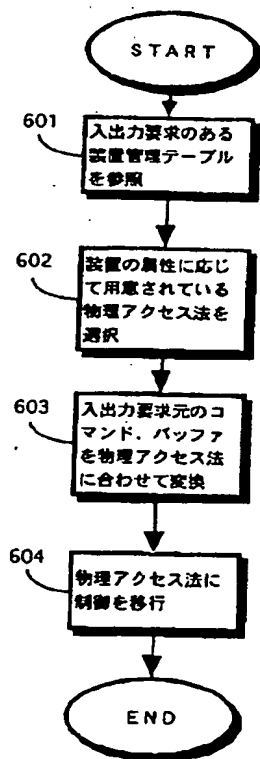 START
601
入出力要求のある
装置管理テーブル
を参照
602
装置の属性に応じ
て用意されている
物理アクセス法を
選択
603
入出力要求元のコ
マンド、バッファ
を物理アクセス法
に合わせて変換
604
物理アクセス法に
制御を移行
END